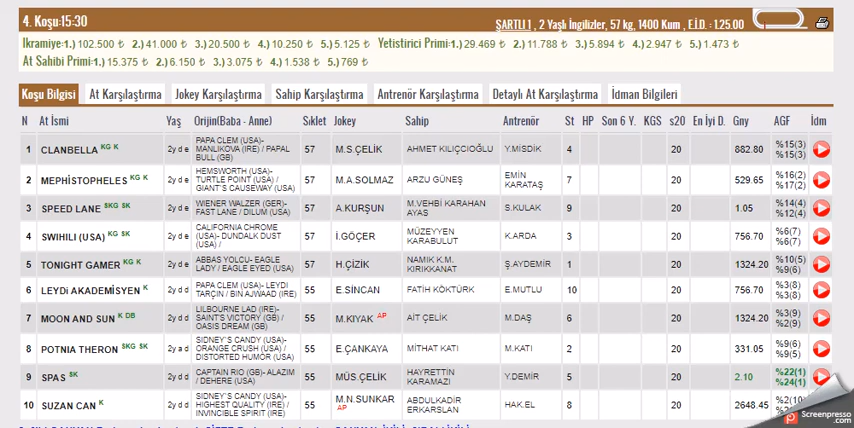 4. Koşu:15:30
ŞARTLI 1 , 2 Yaşlı İngilizler, 57 kg, 1400 Kum , E.İ.D. : 1.25.00
İkramiye:1.) 102.500 ₺ 2.) 41.000 ₺ 3.) 20.500 ₺ 4.) 10.250 ₺ 5.) 5.125 ₺ Yetistirici Primi:1.) 29.469 ₺ 2.) 11.788 ₺ 3.) 5.894 ₺ 4.) 2.947 ₺ 5.) 1.473 ₺
At Sahibi Primi:1.) 15.375 ₺ 2.) 6.150 ₺ 3.) 3.075 ₺ 4.) 1.538 ₺ 5.) 769 ₺
Koşu Bilgisi At Karşılaştırma Jokey Karşılaştırma Sahip Karşılaştırma Antrenör Karşılaştırma Detaylı At Karşılaştırma İdman Bilgileri
N At İsmi Yaş Orijin(Baba - Anne) Sıklet Jokey Sahip Antrenör St HP Son 6 Y. KGS s20 En İyi D. Gny AGF İdm
1 CLANBELLA KG K 2y d e PAPA CLEM (USA)- MANLIKOVA (IRE) / PAPAL BULL (GB) 57 M.S.ÇELİK AHMET KILIÇCIOĞLU Y.MİSDİK 4 20 882.80 %15(3) %15(3)
2 MEPHİSTOPHELES KG K 2y d e HEMSWORTH (USA)- TURTLE POINT (USA) / GIANT'S CAUSEWAY (USA) 57 M.A.SOLMAZ ARZU GÜNEŞ EMİN KARATAŞ 7 20 529.65 %16(2) %17(2)
3 SPEED LANE SKG SK 2y d e WIENER WALZER (GER)- FAST LANE / DILUM (USA) 57 A.KURŞUN M.VEHBİ KARAHAN AYAS S.KULAK 9 20 1.05 %14(4) %12(4)
4 SWIHILI (USA) KG SK 2y d d CALIFORNIA CHROME (USA)- DUNDALK DUST (USA) / 57 İ.GÖÇER MÜZEYYEN KARABULUT K.ARDA 3 20 756.70 %6(7) %6(7)
5 TONIGHT GAMER KG K 2y d e ABBAS YOLCU- EAGLE LADY / EAGLE EYED (USA) 57 H.ÇİZİK NAMIK K.M. KIRIKKANAT Ş.AYDEMİR 1 20 1324.20 %10(5) %9(6)
6 LEYDİ AKADEMİSYEN K 2y d d PAPA CLEM (USA)- LEYDI TARÇIN / BIN AJWAAD (IRE) 55 E.SİNCAN FATİH KÖKTÜRK E.MUTLU 10 20 756.70 %3(8) %3(8)
7 MOON AND SUN K DB 2y d d LILBOURNE LAD (IRE)- SAINT'S VICTORY (GB) / OASIS DREAM (GB) 55 M.KIYAK AP AİT ÇELİK M.DAŞ 6 20 1324.20 %3(9) %2(9)
8 POTNIA THERON SKG SK 2y a d SIDNEY`S CANDY (USA)- ORANGE CRUSH (USA) / DISTORTED HUMOR (USA) 55 E.ÇANKAYA MİTHAT KATI M.KATI 2 20 331.05 %9(6) %9(5)
9 SPAS SK 2y d d CAPTAIN RIO (GB)- ALAZIM / DEHERE (USA) 55 MÜS.ÇELİK HAYRETTİN KARAMAZI Y.DEMİR 5 20 2.10 %22(1) %24(1)
10 SUZAN CAN K 2y a d SIDNEY`S CANDY (USA)- HIGHEST QUALITY (IRE) / INVINCIBLE SPIRIT (IRE) 55 M.N.SUNKAR AP ABDULKADİR ERKARSLAN HAK.EL 8 20 2648.45 %2(10)
Screenpresso
.com